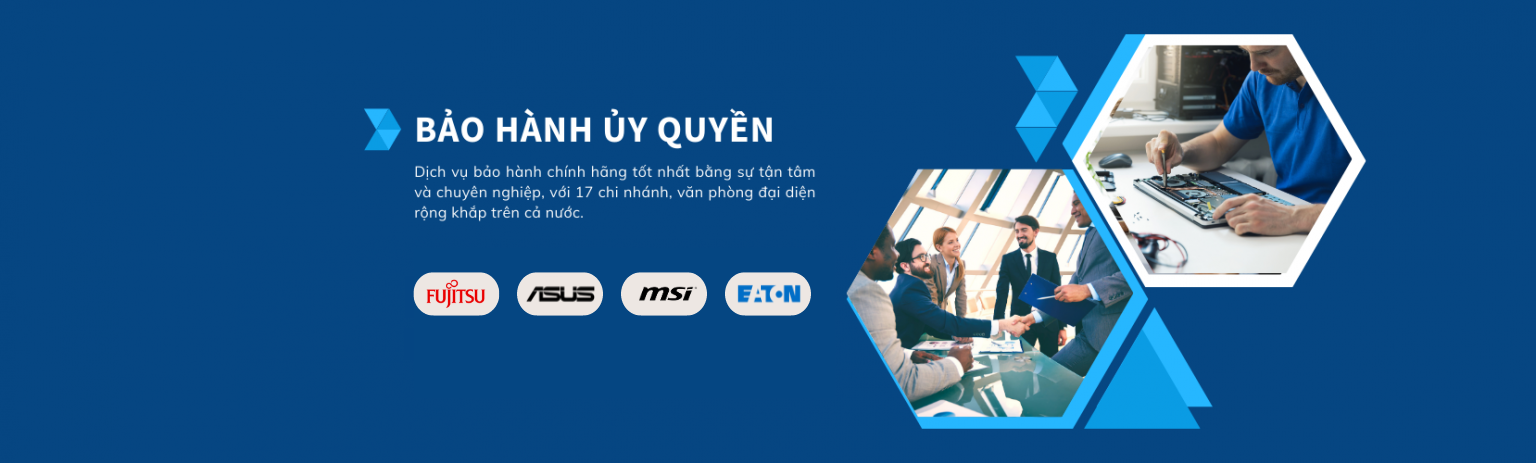 BẢO HÀNH ỦY QUYỀN
Dịch vụ bảo hành chính hãng tốt nhất bằng sự tận tâm
và chuyên nghiệp, với 17 chi nhánh, văn phòng đại diện
rộng khắp trên cả nước.
FUJITSU ASUS msi EATON